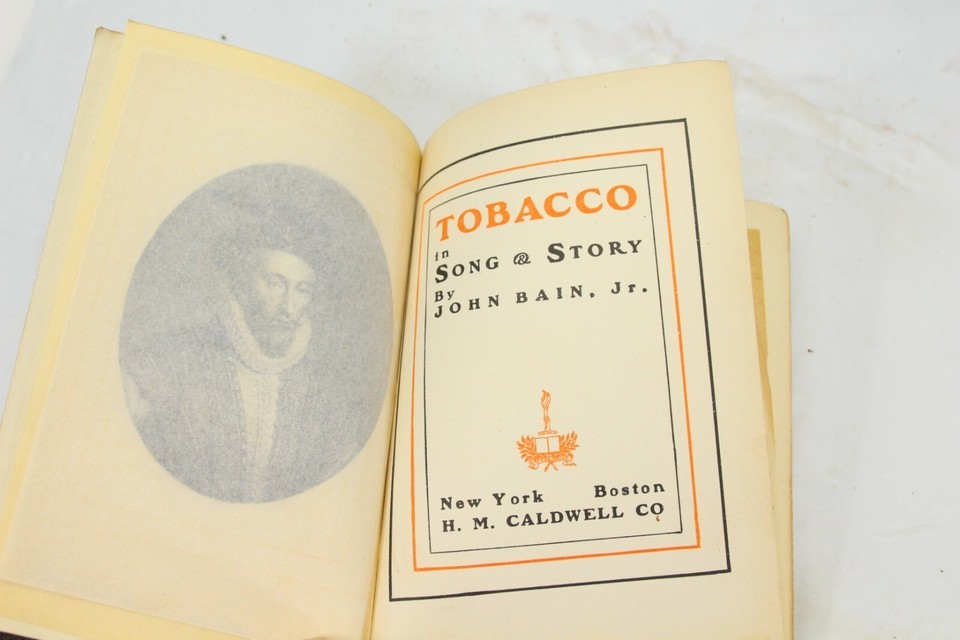 TOBACCO
in
SONG & STORY
By
JOHN BAIN, Jr.
New York Boston
H. M. CALDWELL CO